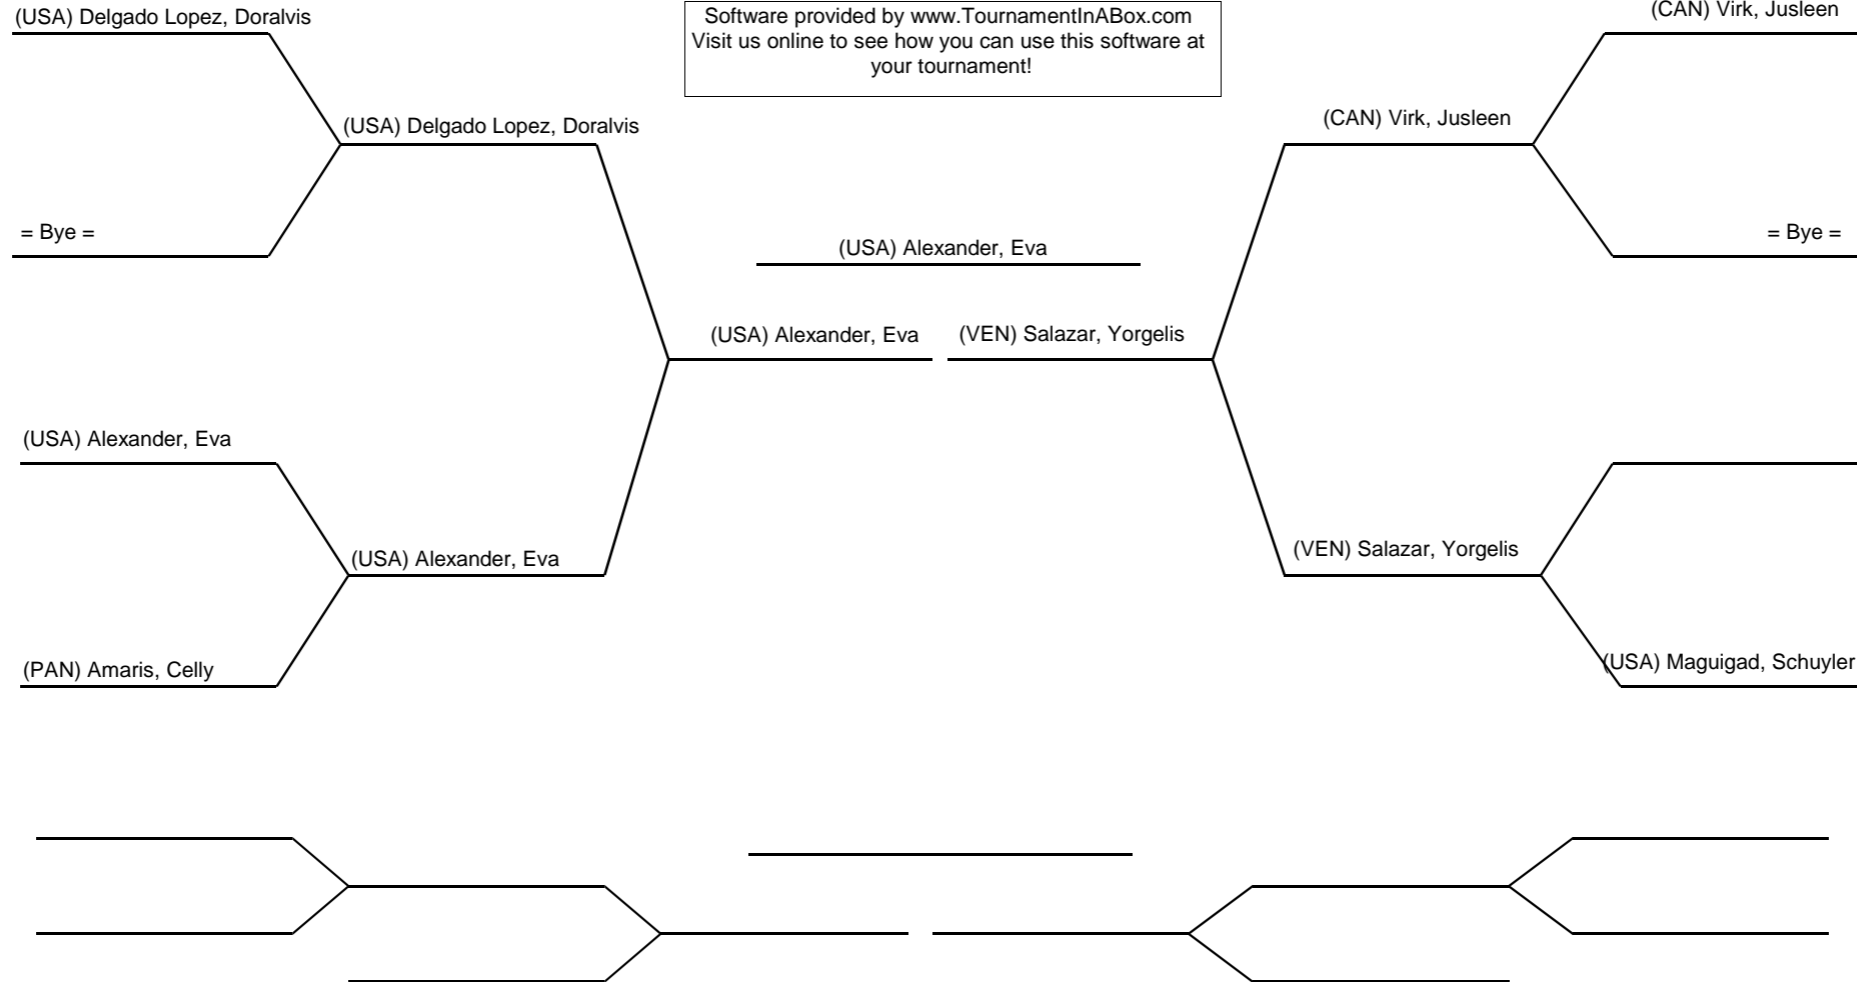 (USA) Delgado Lopez, Doralvis
Software provided by www.TournamentInABox.com
Visit us online to see how you can use this software at
your tournament!
(CAN) Virk, Jusleen
(USA) Delgado Lopez, Doralvis
(CAN) Virk, Jusleen
= Bye =
(USA) Alexander, Eva
= Bye =
(USA) Alexander, Eva
(VEN) Salazar, Yorgelis
(USA) Alexander, Eva
(USA) Alexander, Eva
(VEN) Salazar, Yorgelis
(PAN) Amaris, Celly
(USA) Maguigad, Schuyler